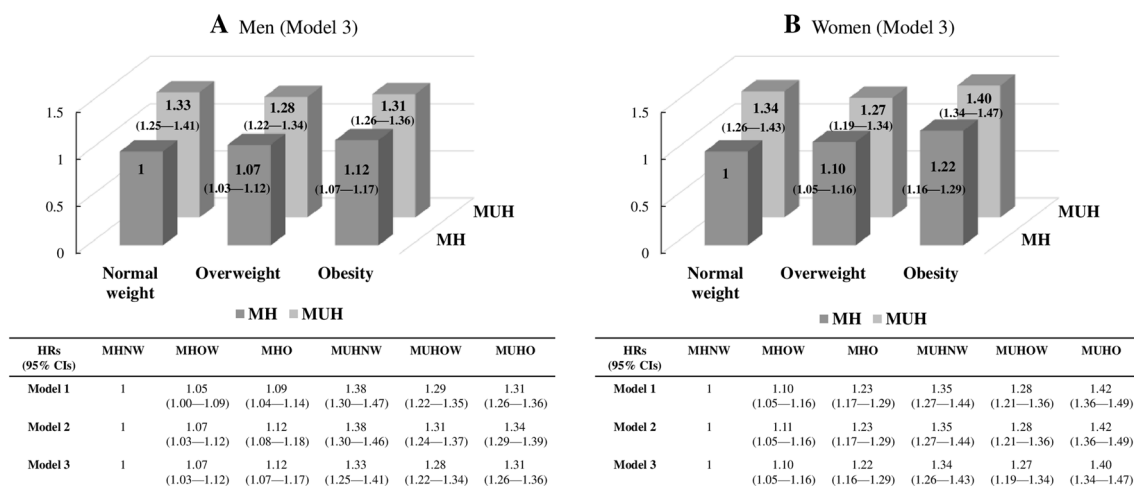 A Men (Model 3)
1.5
1
0.5
0
1.33
(1.25—1.41)
1.28
(1.22—1.34)
1.31
(1.26—1.36)
1
1.07
(1.03—1.12)
1.12
(1.07—1.17)
MUH
MH
Normal
weight
Overweight
Obesity
MH MUH
HRs
(95% CIs)
MHNW MHOW MHO MUHNW MUHOW MUHO
Model 1 1 1.05 1.09 1.38 1.29 1.31
(1.00—1.09) (1.04—1.14) (1.30—1.47) (1.22—1.35) (1.26—1.36)
Model 2 1 1.07 1.12 1.38 1.31 1.34
(1.03—1.12) (1.08—1.18) (1.30—1.46) (1.24—1.37) (1.29—1.39)
Model 3 1 1.07 1.12 1.33 1.28 1.31
(1.03—1.12) (1.07—1.17) (1.25—1.41) (1.22—1.34) (1.26—1.36)
B Women (Model 3)
1.5
1
0.5
0
1.34
(1.26—1.43)
1.27
(1.19—1.34)
1.40
(1.34—1.47)
1
1.10
(1.05—1.16)
1.22
(1.16—1.29)
MUH
MH
Normal
weight
Overweight
Obesity
MH MUH
HRs
(95% CIs)
MHNW MHOW MHO MUHNW MUHOW MUHO
Model 1 1 1.10 1.23 1.35 1.28 1.42
(1.05—1.16) (1.17—1.29) (1.27—1.44) (1.21—1.36) (1.36—1.49)
Model 2 1 1.11 1.23 1.35 1.28 1.42
(1.05—1.16) (1.17—1.29) (1.27—1.44) (1.21—1.36) (1.36—1.49)
Model 3 1 1.10 1.22 1.34 1.27 1.40
(1.05—1.16) (1.16—1.29) (1.26—1.43) (1.19—1.34) (1.34—1.47)